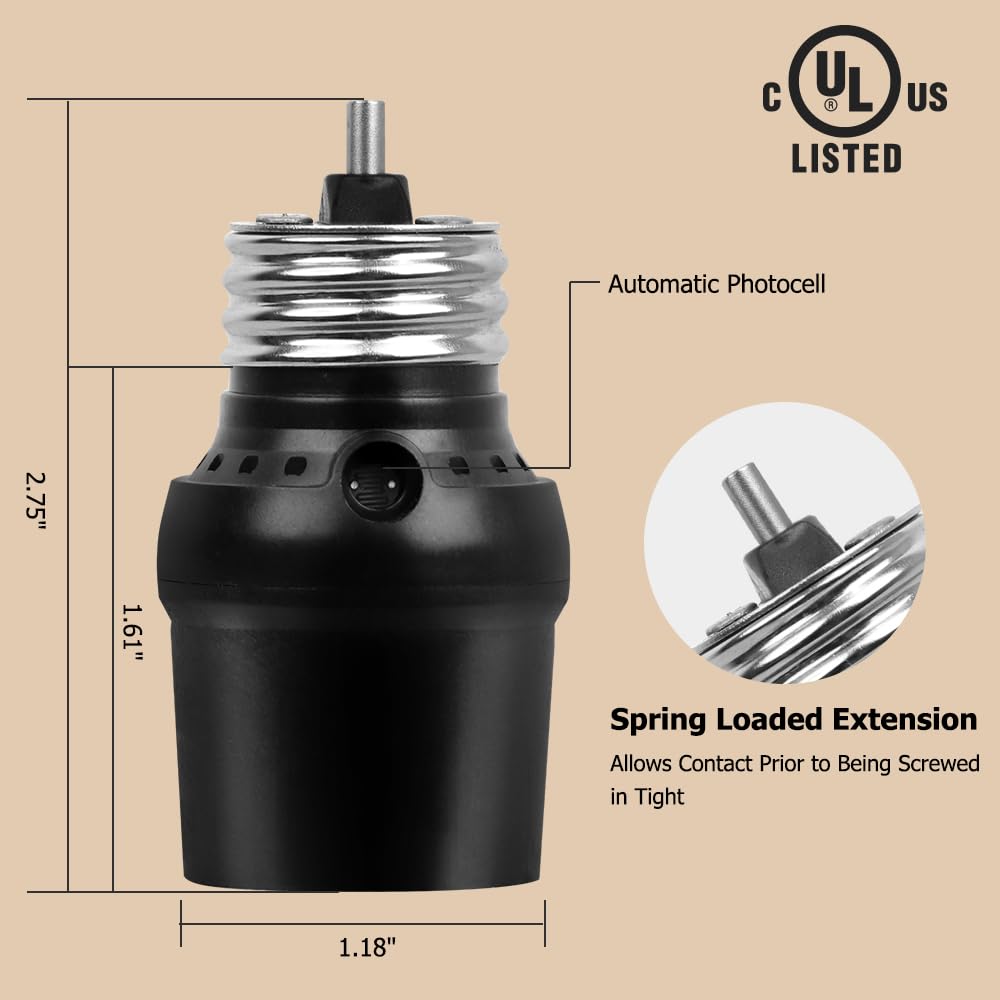 C UL® US
LISTED
Automatic Photocell
2.75"
1.61"
Spring Loaded Extension
Allows Contact Prior to Being Screwed
in Tight
1.18"